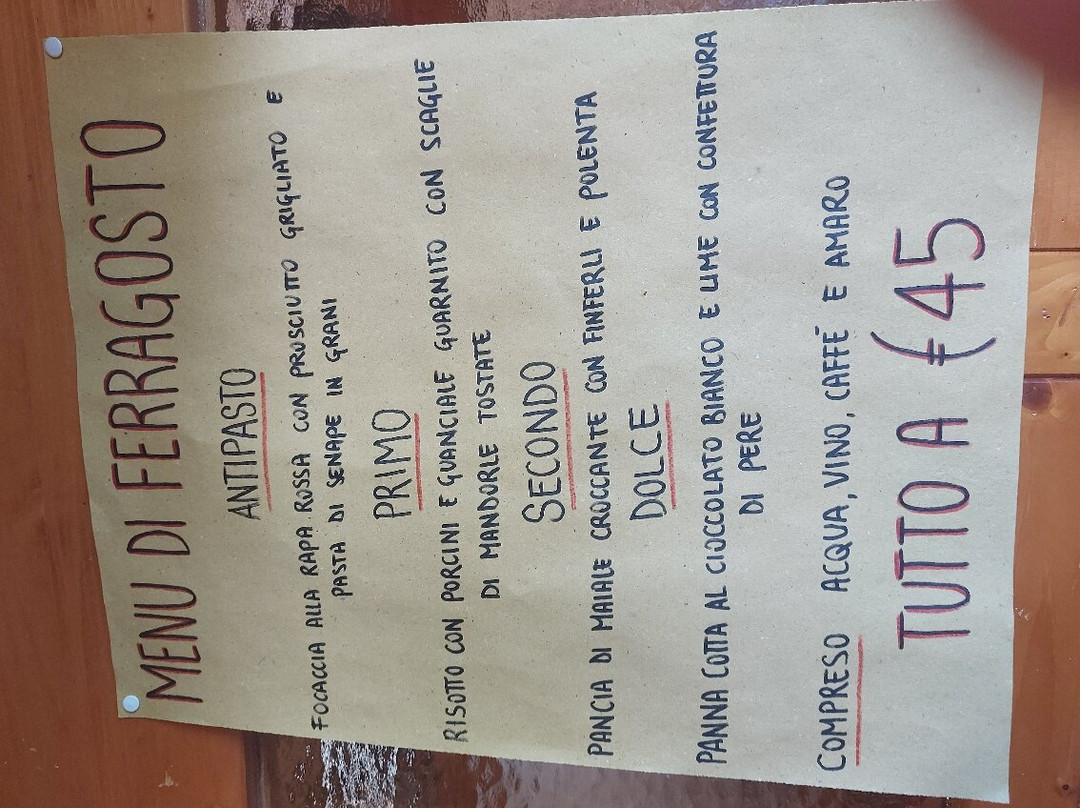 MENU DI FERRAGOSTO
ANTIPASTO
FOCACCIA ALLA RAPA ROSSA CON PROSCIUTTO GRIGLIATO E
PASTA DI SENAPE IN GRANI
PRIMO
RISOTTO CON PORCINI E GUANCIALE GUARNITO CON SCAGLIE
DI MANDORLE TOSTATE
SECONDO
PANCIA DI MAIALE CROCCANTE CON FINFERLI E POLENTA
DOLCE
PANNA COTTA AL CIOCCOLATO BIANCO E LIME CON CONFETTURA
DI PERE
COMPRESO ACQUA, VINO, CAFFÈ E AMARO
TUTTO A €45